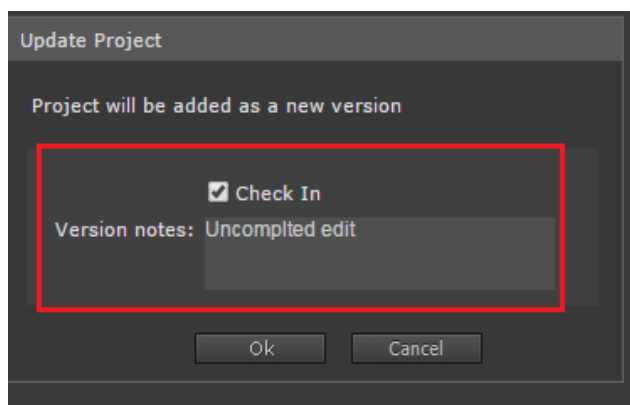 Update Project
Project will be added as a new version
Check In
Version notes: Uncomplted edit
Ok Cancel